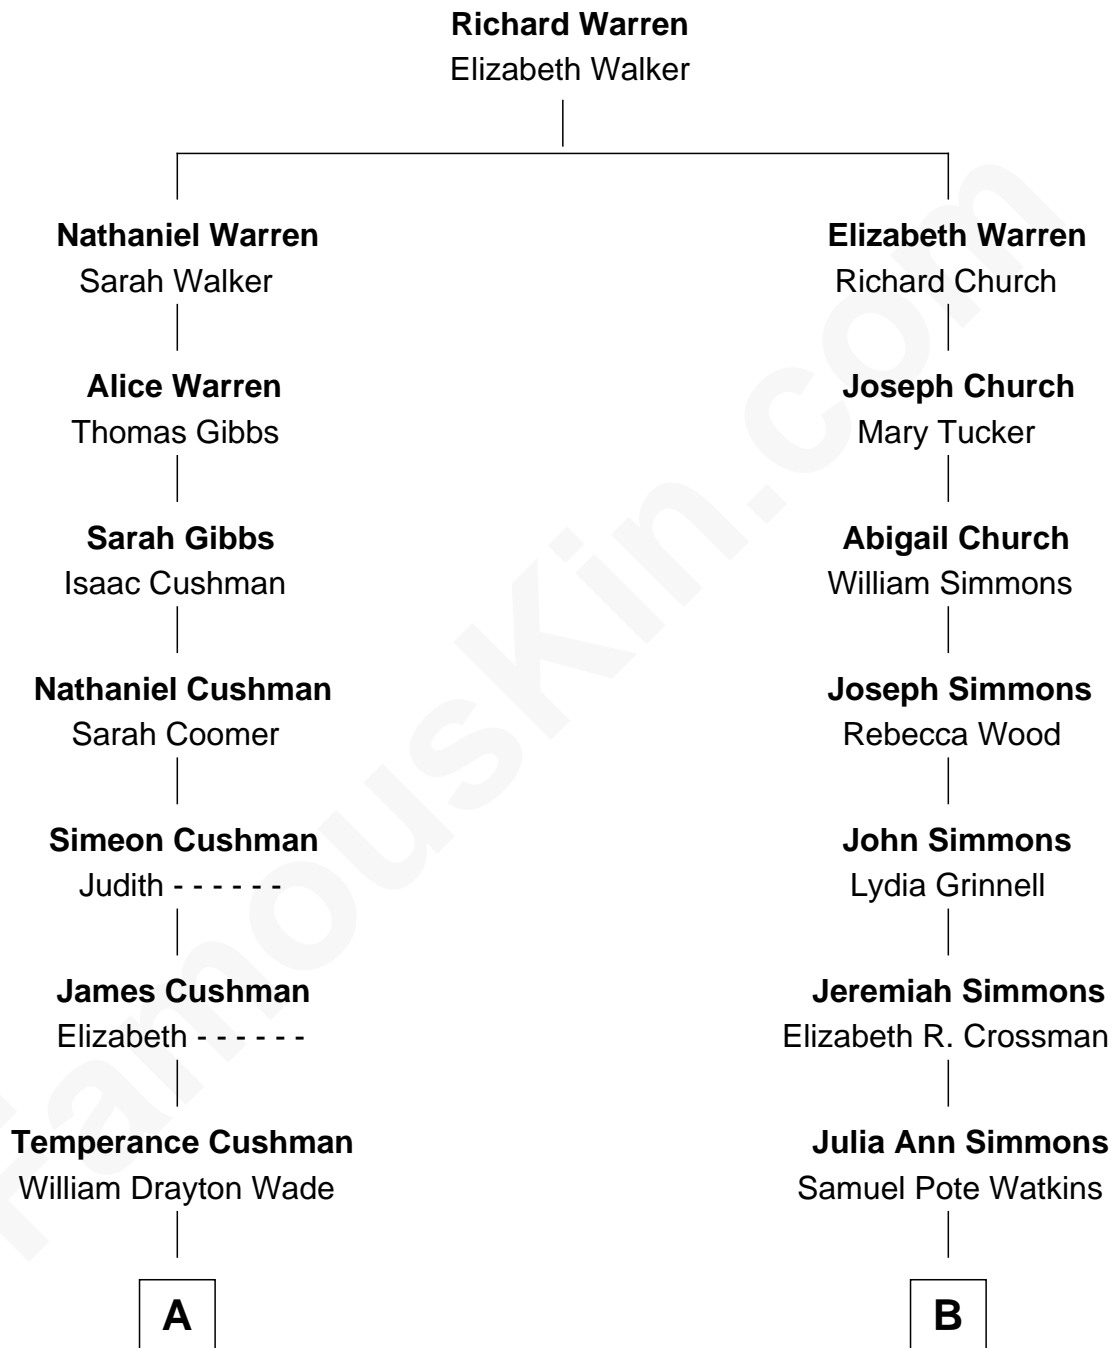 Richard Warren
Elizabeth Walker
Nathaniel Warren
Sarah Walker
Elizabeth Warren
Richard Church
Alice Warren
Thomas Gibbs
Joseph Church
Mary Tucker
Sarah Gibbs
Isaac Cushman
Abigail Church
William Simmons
Nathaniel Cushman
Sarah Coomer
Joseph Simmons
Rebecca Wood
Simeon Cushman
Judith - - - - - -
John Simmons
Lydia Grinnell
James Cushman
Elizabeth - - - - - -
Jeremiah Simmons
Elizabeth R. Crossman
Temperance Cushman
William Drayton Wade
Julia Ann Simmons
Samuel Pote Watkins
A
B
FamousKin.com